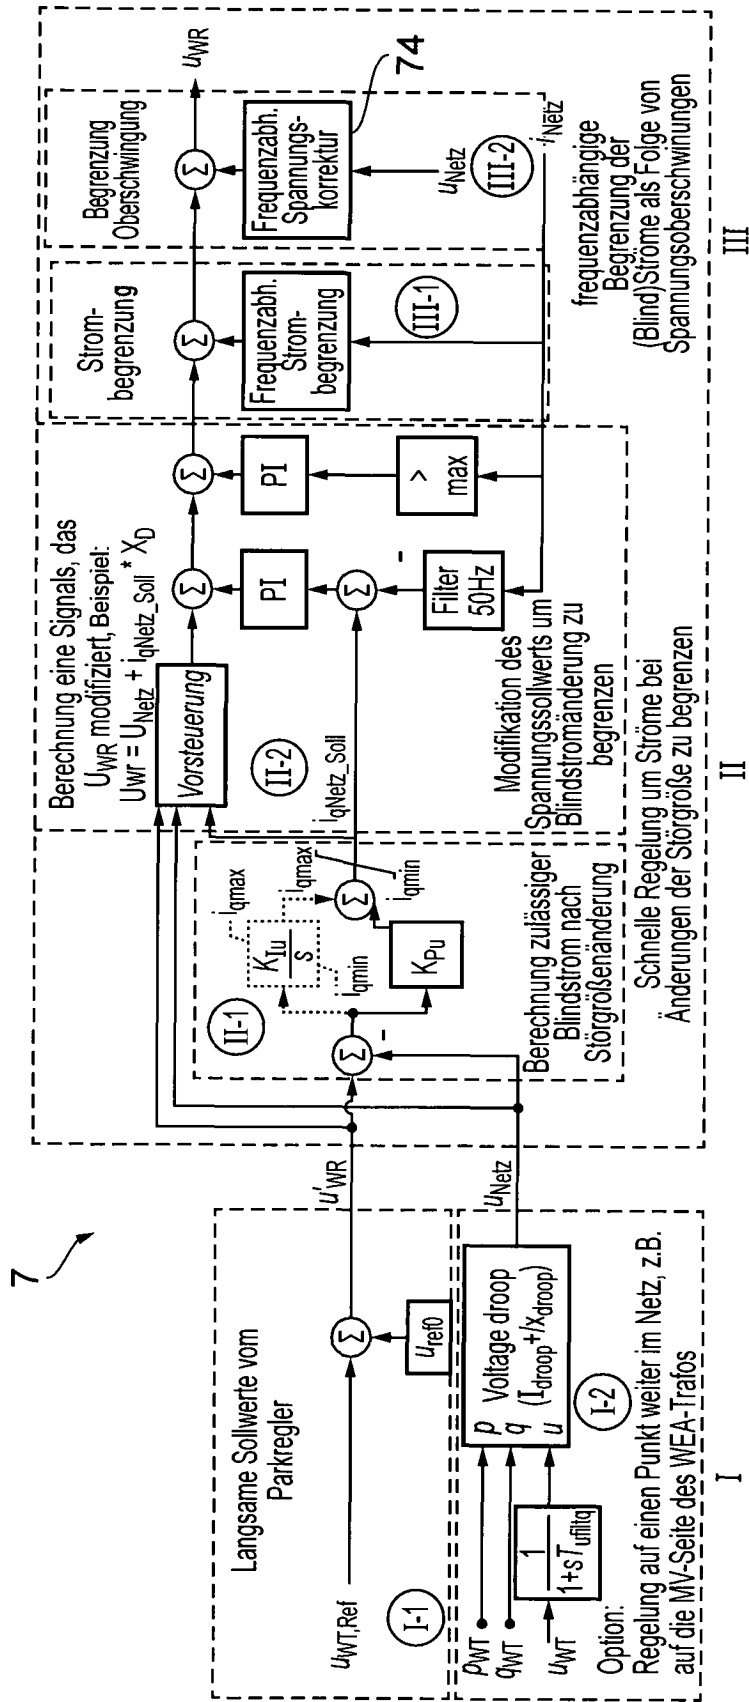 7
Langsame Sollwerte vom
Parkregler
u_WT,Ref
I-1
Σ
u_ref0
u'_WR
p_WT
q_WT
u_WT
1
1+sT_ufiltq
p
q
u
Voltage droop
(I_droop+/x_droop)
I-2
u_Netz
Option:
Regelung auf einen Punkt weiter im Netz, z.B.
auf die MV-Seite des WEA-Trafos
I
Berechnung eine Signals, das
U_WR modifiziert, Beispiel:
Uwr = U_Netz + i_qNetz_Soll * X_D
Vorsteuerung
II-2
II-1
Σ
-
K_Iu
s
i_qmax
i_qmin
K_Pu
Σ
i_qmax
i_qmin
i_qNetz_Soll
Berechnung zulässiger
Blindstrom nach
Störgrößenänderung
Σ
PI
Σ
-
Filter
50Hz
Σ
PI
>
max
Modifikation des
Spannungssollwerts um
Blindstromänderung zu
begrenzen
Schnelle Regelung um Ströme bei
Änderungen der Störgröße zu begrenzen
II
Strom-
begrenzung
Σ
Frequenzabh.
Strom-
begrenzung
III-1
Begrenzung
Oberschwingung
Σ
Frequenzabh.
Spannungs-
korrektur
74
u_WR
u_Netz
III-2
i_Netz
frequenzabhängige
Begrenzung der
(Blind)Ströme als Folge von
Spannungsoberschwinungen
III